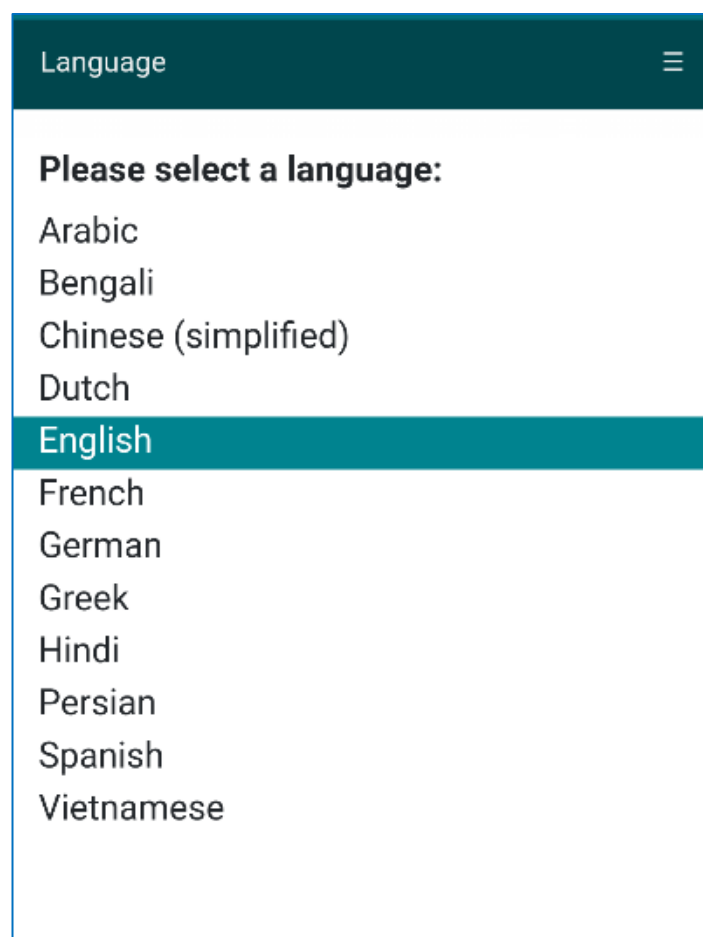 Language
Please select a language:
Arabic
Bengali
Chinese (simplified)
Dutch
English
French
German
Greek
Hindi
Persian
Spanish
Vietnamese